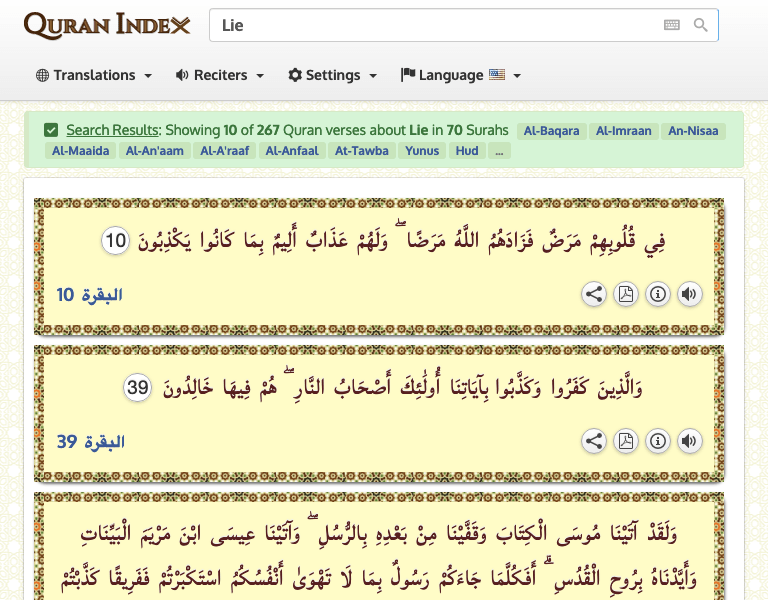 QURAN INDEX
Lie
Translations Reciters Settings Language
Search Results: Showing 10 of 267 Quran verses about Lie in 70 Surahs Al-Baqara Al-Imraan An-Nisaa
Al-Maaida Al-An'aam Al-A'raaf Al-Anfaal At-Tawba Yunus Hud ...
فِي قُلُوبِهِمْ مَرَضٌ فَزَادَهُمُ اللَّهُ مَرَضًا ۖ وَلَهُمْ عَذَابٌ أَلِيمٌ بِمَا كَانُوا يَكْذِبُونَ 10
البقرة 10
وَالَّذِينَ كَفَرُوا وَكَذَّبُوا بِآيَاتِنَا أُولَٰئِكَ أَصْحَابُ النَّارِ ۖ هُمْ فِيهَا خَالِدُونَ 39
البقرة 39
وَلَقَدْ آتَيْنَا مُوسَى الْكِتَابَ وَقَفَّيْنَا مِنْ بَعْدِهِ بِالرُّسُلِ ۖ وَآتَيْنَا عِيسَى ابْنَ مَرْيَمَ الْبَيِّنَاتِ
وَأَيَّدْنَاهُ بِرُوحِ الْقُدُسِ ۗ أَفَكُلَّمَا جَاءَكُمْ رَسُولٌ بِمَا لَا تَهْوَىٰ أَنْفُسُكُمُ اسْتَكْبَرْتُمْ فَفَرِيقًا كَذَّبْتُمْ